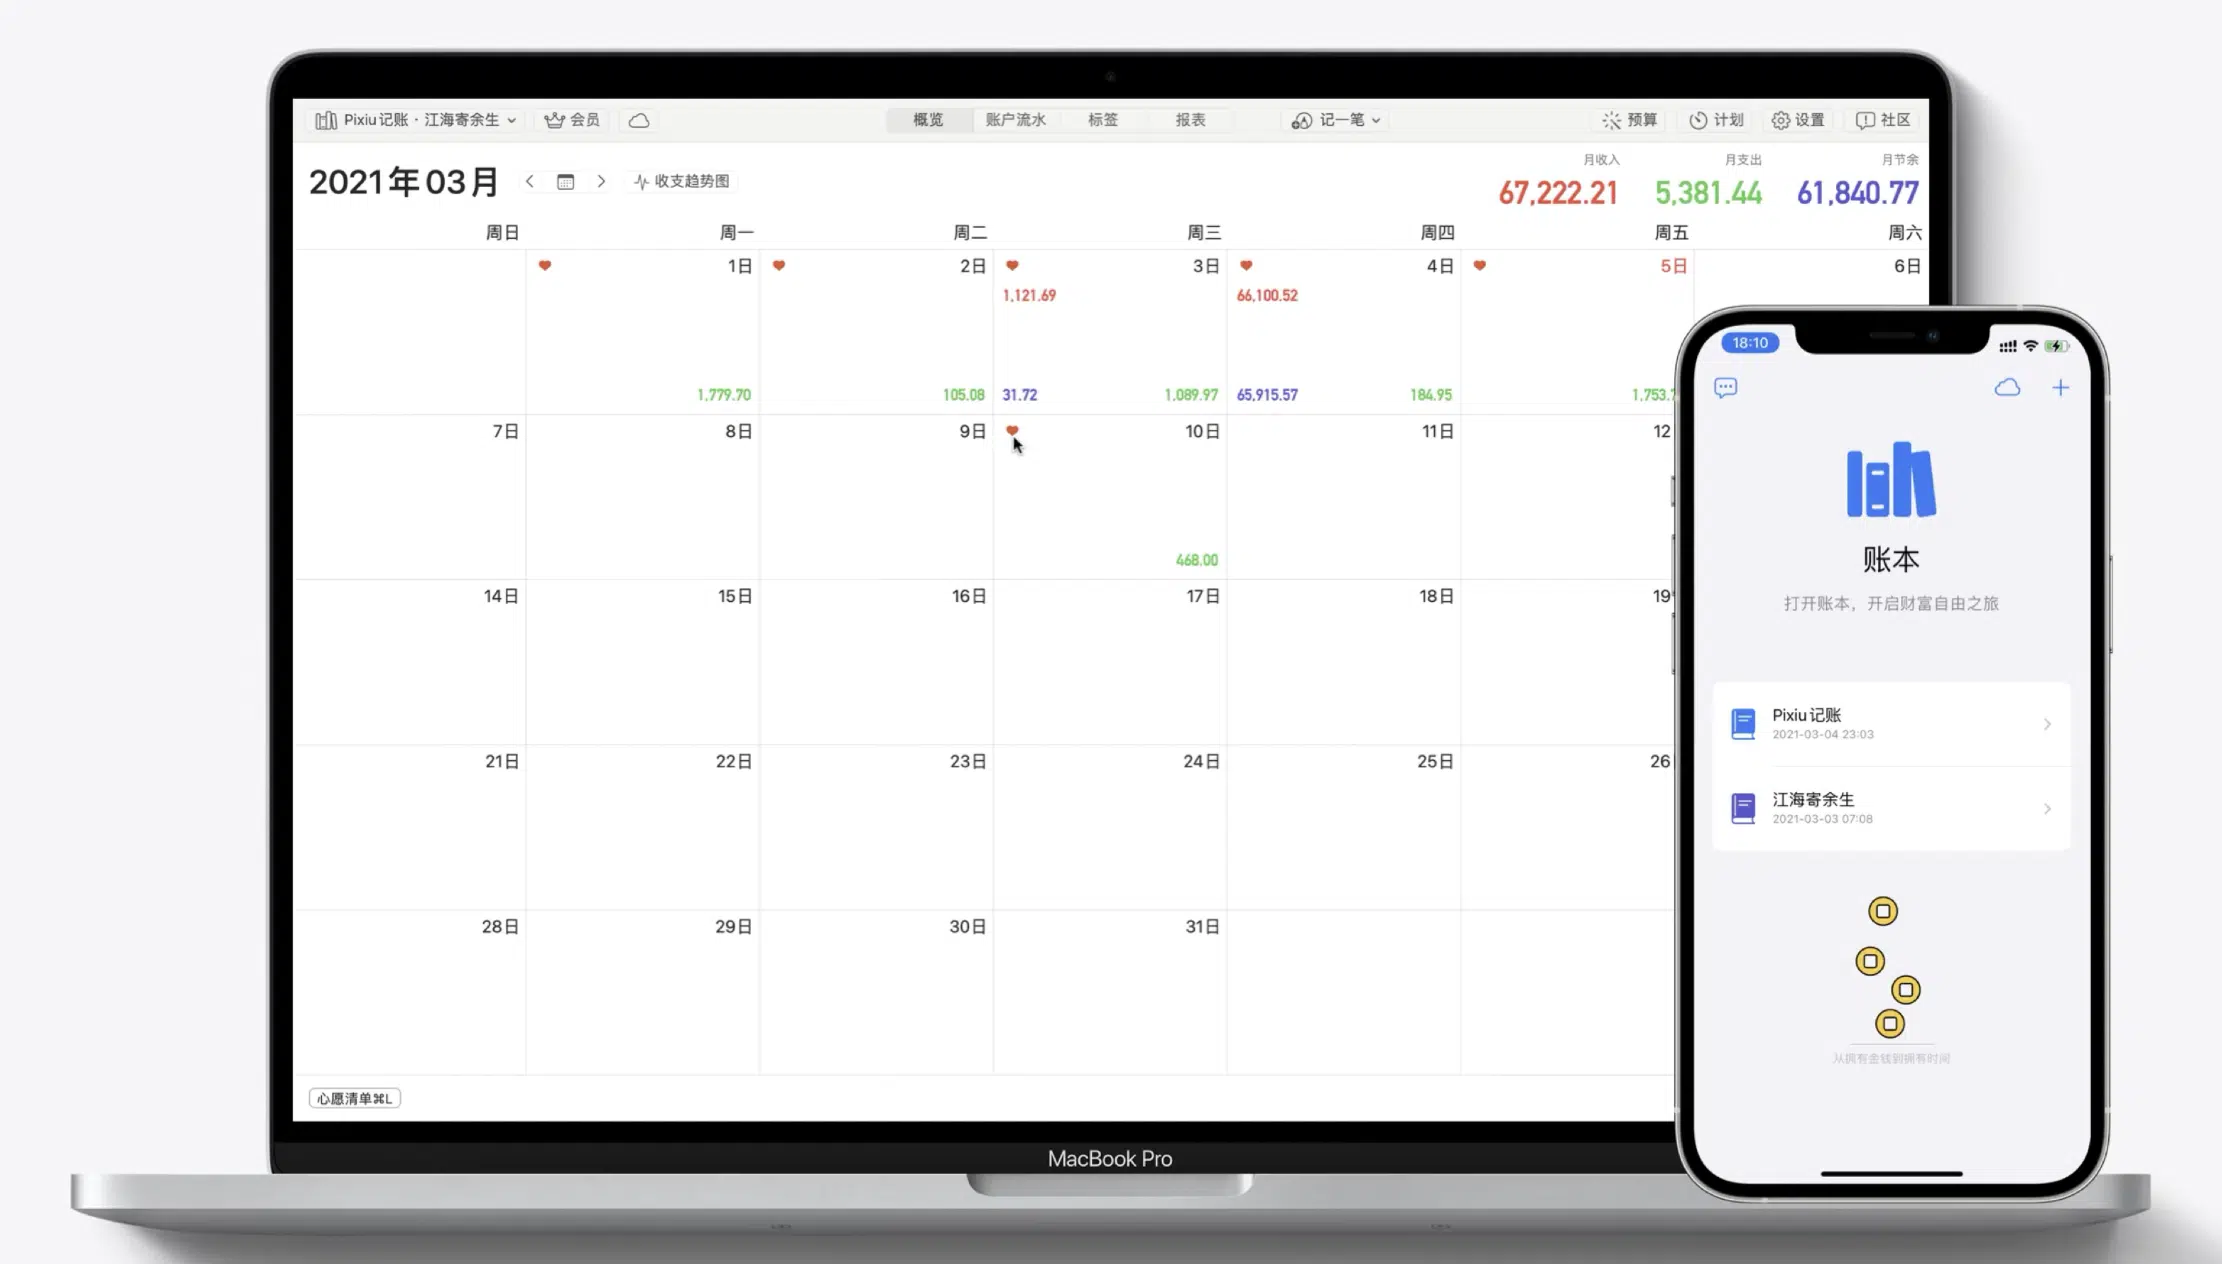 Pixiu记账 · 江海寄余生 会员 概览 账户流水 标签 报表 记一笔 预算 计划 设置 社区
2021年03月 收支趋势图
月收入 月支出 月节余
67,222.21 5,381.44 61,840.77
周日 周一 周二 周三 周四 周五 周六
1日 2日 3日 4日 5日 6日
1,121.69 66,100.52
1,779.70 105.08 31.72 1,089.97 65,915.57 184.95 1,753.7
7日 8日 9日 10日 11日 12
468.00
14日 15日 16日 17日 18日 19
21日 22日 23日 24日 25日 26
28日 29日 30日 31日
心愿清单⌘L
MacBook Pro
18:10
账本
打开账本，开启财富自由之旅
Pixiu记账
2021-03-04 23:03
江海寄余生
2021-03-03 07:08
从拥有金钱到拥有时间